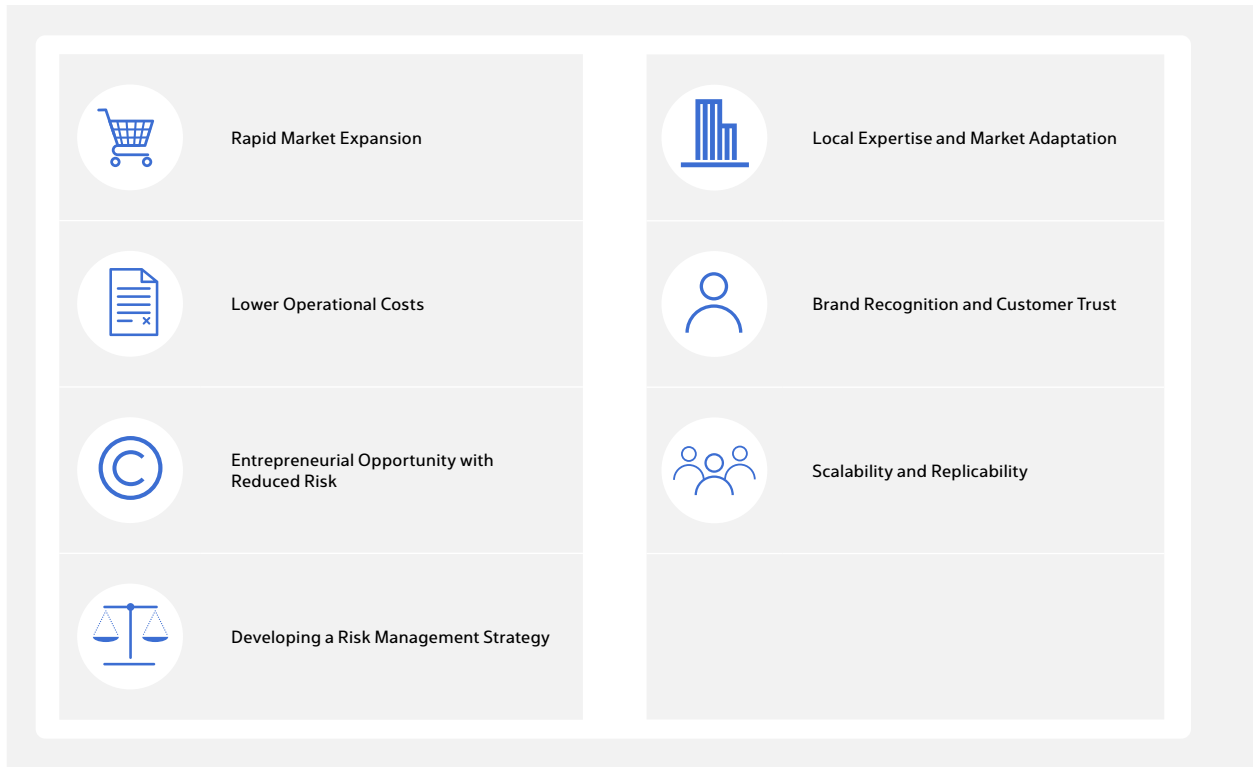 Rapid Market Expansion
Local Expertise and Market Adaptation
Lower Operational Costs
Brand Recognition and Customer Trust
Entrepreneurial Opportunity with
Reduced Risk
Scalability and Replicability
Developing a Risk Management Strategy